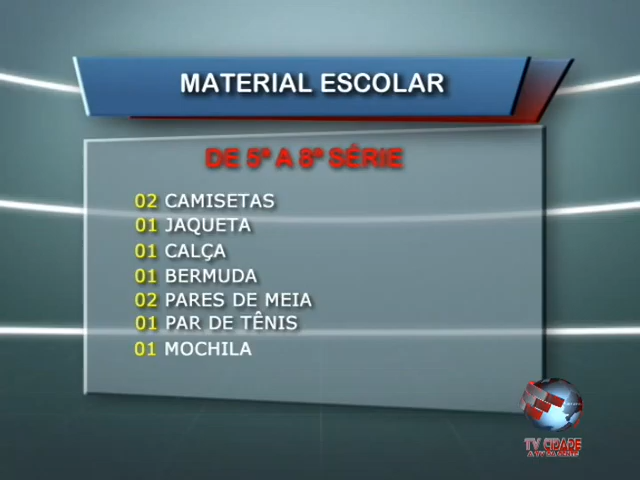 MATERIAL ESCOLAR
DE 5ª A 8ª SÉRIE
02 CAMISETAS
01 JAQUETA
01 CALÇA
01 BERMUDA
02 PARES DE MEIA
01 PAR DE TÊNIS
01 MOCHILA
TV CIDADE